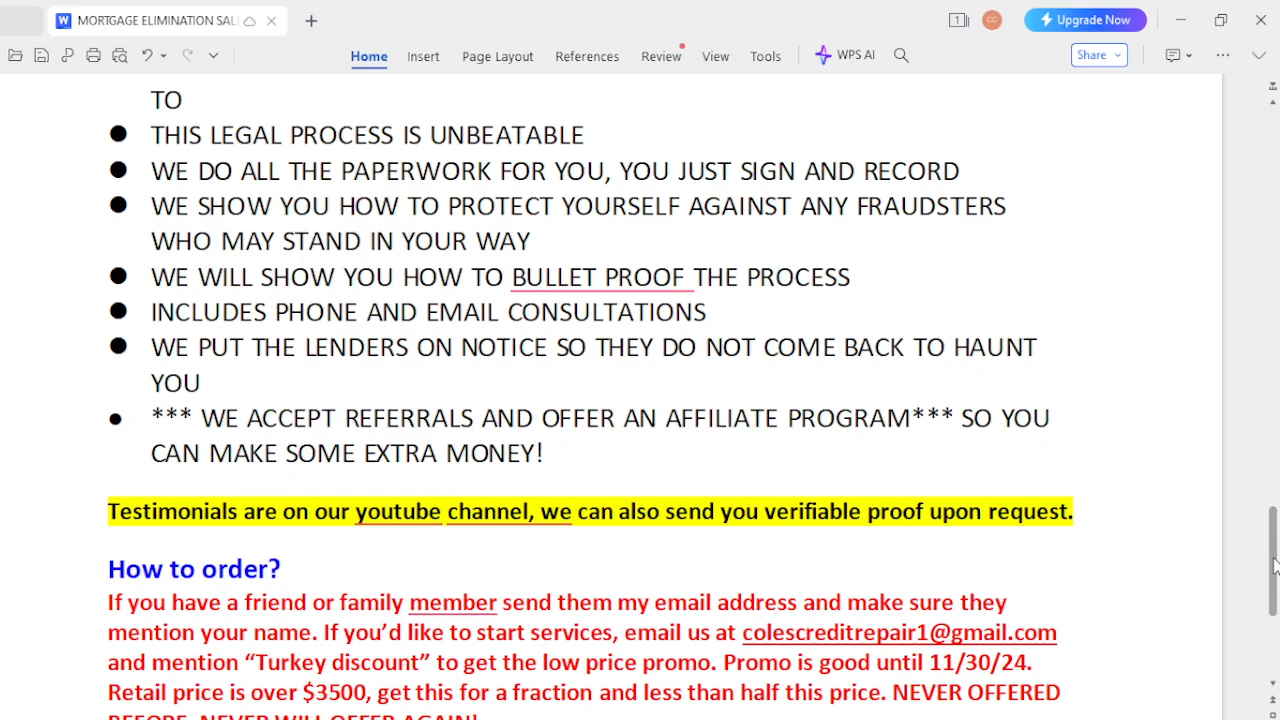 MORTGAGE ELIMINATION SAL
1
CC
Upgrade Now
Home Insert Page Layout References Review View Tools WPS AI Share
TO
● THIS LEGAL PROCESS IS UNBEATABLE
● WE DO ALL THE PAPERWORK FOR YOU, YOU JUST SIGN AND RECORD
● WE SHOW YOU HOW TO PROTECT YOURSELF AGAINST ANY FRAUDSTERS
WHO MAY STAND IN YOUR WAY
● WE WILL SHOW YOU HOW TO BULLET PROOF THE PROCESS
● INCLUDES PHONE AND EMAIL CONSULTATIONS
● WE PUT THE LENDERS ON NOTICE SO THEY DO NOT COME BACK TO HAUNT
YOU
● *** WE ACCEPT REFERRALS AND OFFER AN AFFILIATE PROGRAM*** SO YOU
CAN MAKE SOME EXTRA MONEY!
Testimonials are on our youtube channel, we can also send you verifiable proof upon request.
How to order?
If you have a friend or family member send them my email address and make sure they
mention your name. If you’d like to start services, email us at colescreditrepair1@gmail.com
and mention “Turkey discount” to get the low price promo. Promo is good until 11/30/24.
Retail price is over $3500, get this for a fraction and less than half this price. NEVER OFFERED
BEFORE, NEVER WILL OFFER AGAIN!